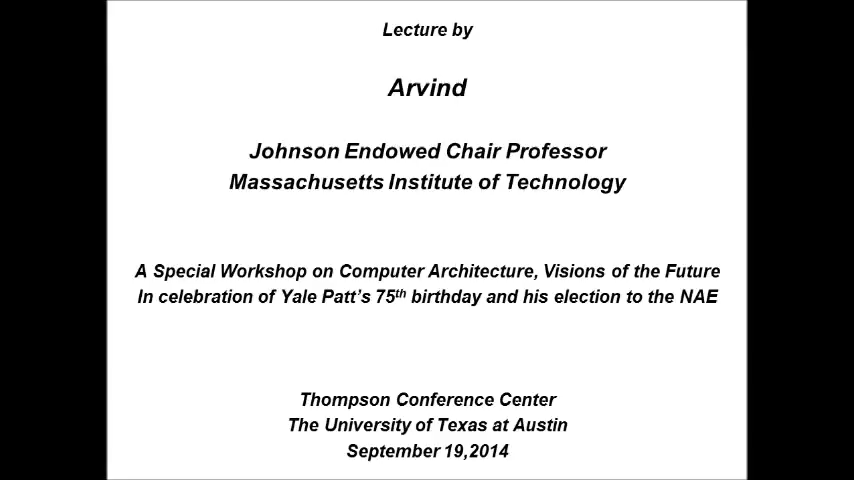 Lecture by
Arvind
Johnson Endowed Chair Professor
Massachusetts Institute of Technology
A Special Workshop on Computer Architecture, Visions of the Future
In celebration of Yale Patt's 75th birthday and his election to the NAE
Thompson Conference Center
The University of Texas at Austin
September 19,2014